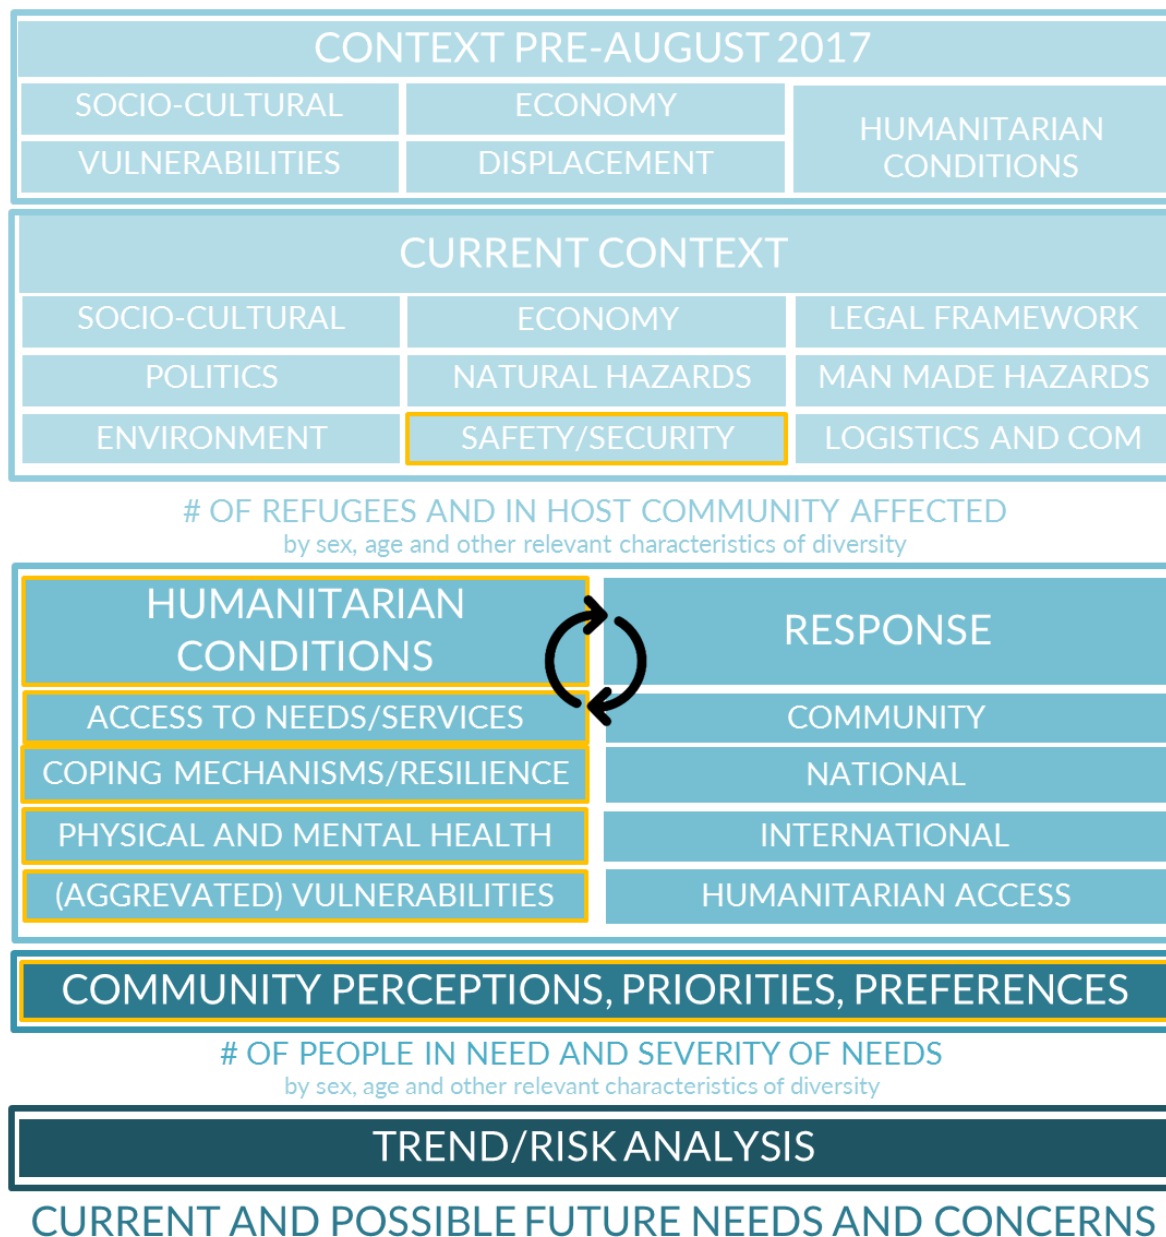 CONTEXT PRE-AUGUST 2017
SOCIO-CULTURAL
ECONOMY
HUMANITARIAN
CONDITIONS
VULNERABILITIES
DISPLACEMENT
CURRENT CONTEXT
SOCIO-CULTURAL
ECONOMY
LEGAL FRAMEWORK
POLITICS
NATURAL HAZARDS
MAN MADE HAZARDS
ENVIRONMENT
SAFETY/SECURITY
LOGISTICS AND COM
# OF REFUGEES AND IN HOST COMMUNITY AFFECTED
by sex, age and other relevant characteristics of diversity
HUMANITARIAN
CONDITIONS
RESPONSE
ACCESS TO NEEDS/SERVICES
COMMUNITY
COPING MECHANISMS/RESILIENCE
NATIONAL
PHYSICAL AND MENTAL HEALTH
INTERNATIONAL
(AGGREVATED) VULNERABILITIES
HUMANITARIAN ACCESS
COMMUNITY PERCEPTIONS, PRIORITIES, PREFERENCES
# OF PEOPLE IN NEED AND SEVERITY OF NEEDS
by sex, age and other relevant characteristics of diversity
TREND/RISK ANALYSIS
CURRENT AND POSSIBLE FUTURE NEEDS AND CONCERNS